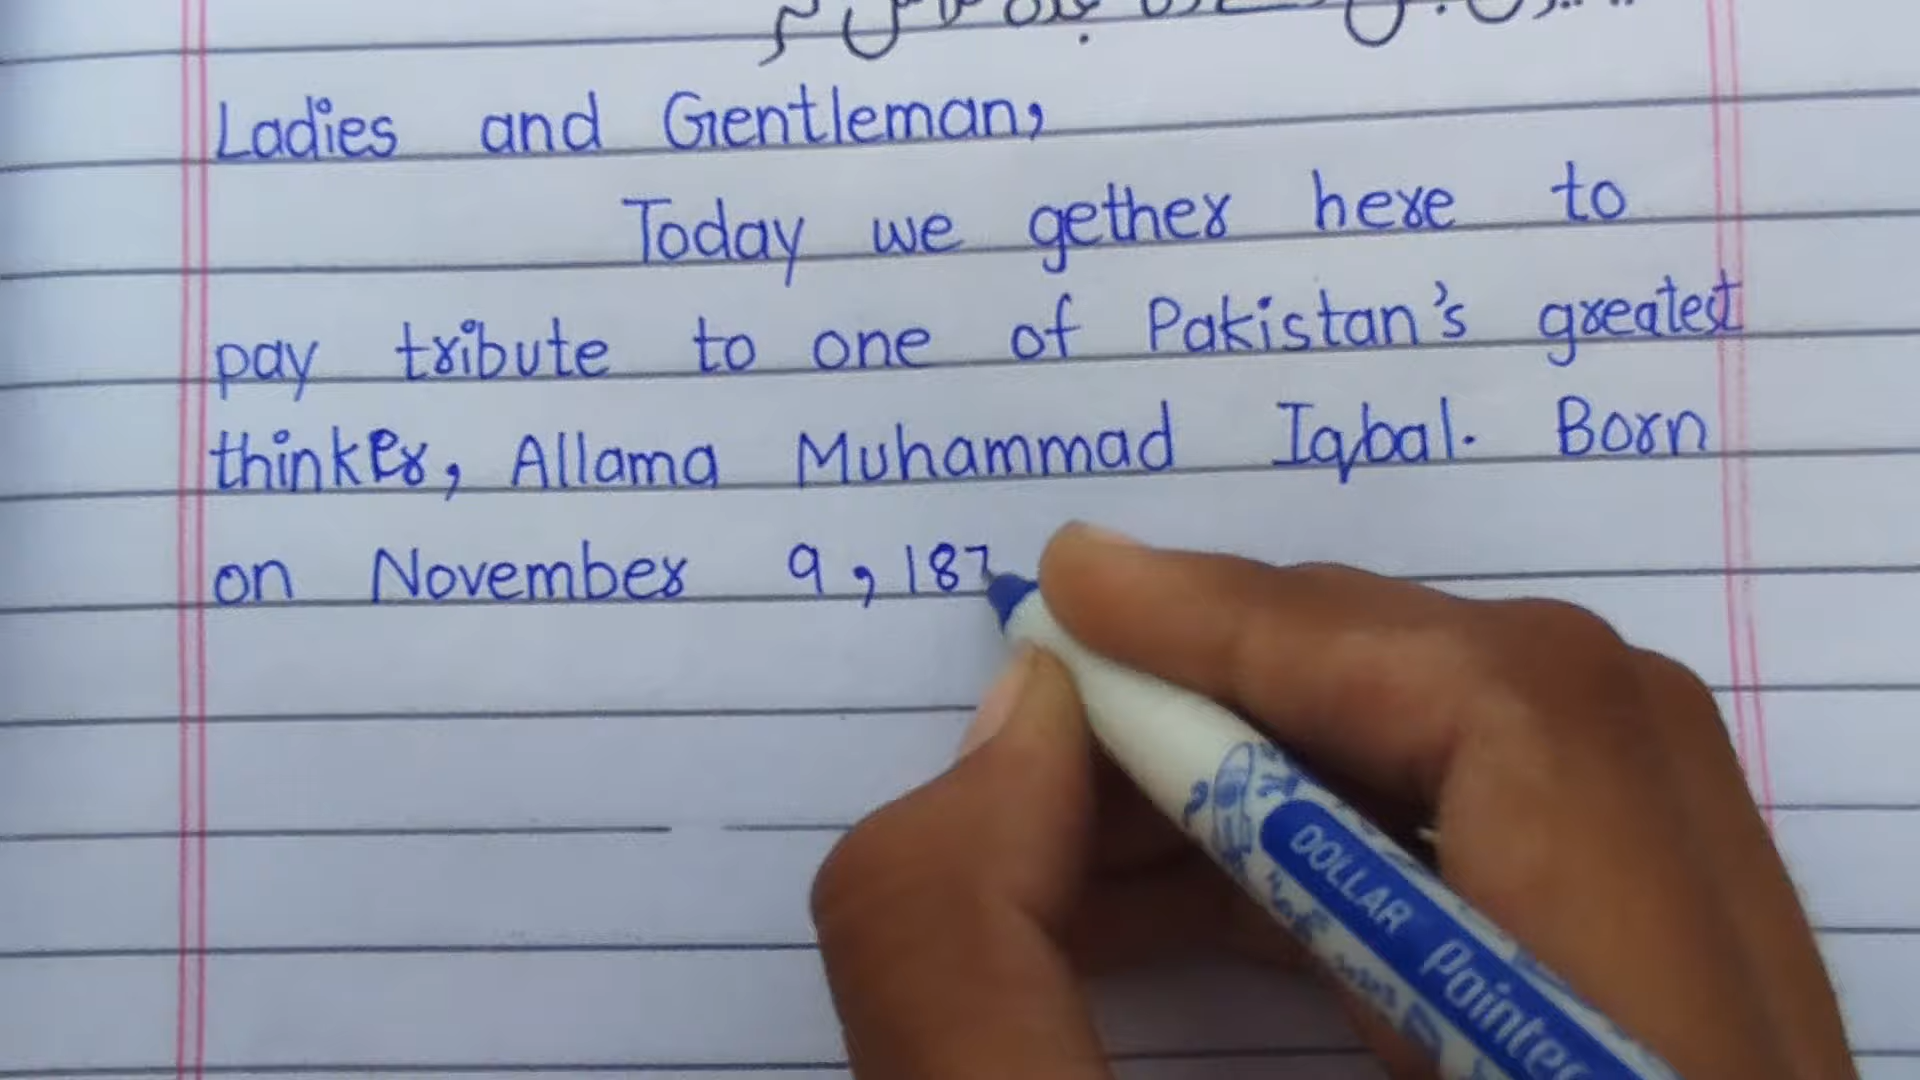 Ladies and Gentleman,
Today we gether here to
pay tribute to one of Pakistan's greatest
thinker, Allama Muhammad Iqbal. Born
on November 9, 187
DOLLAR Pointer